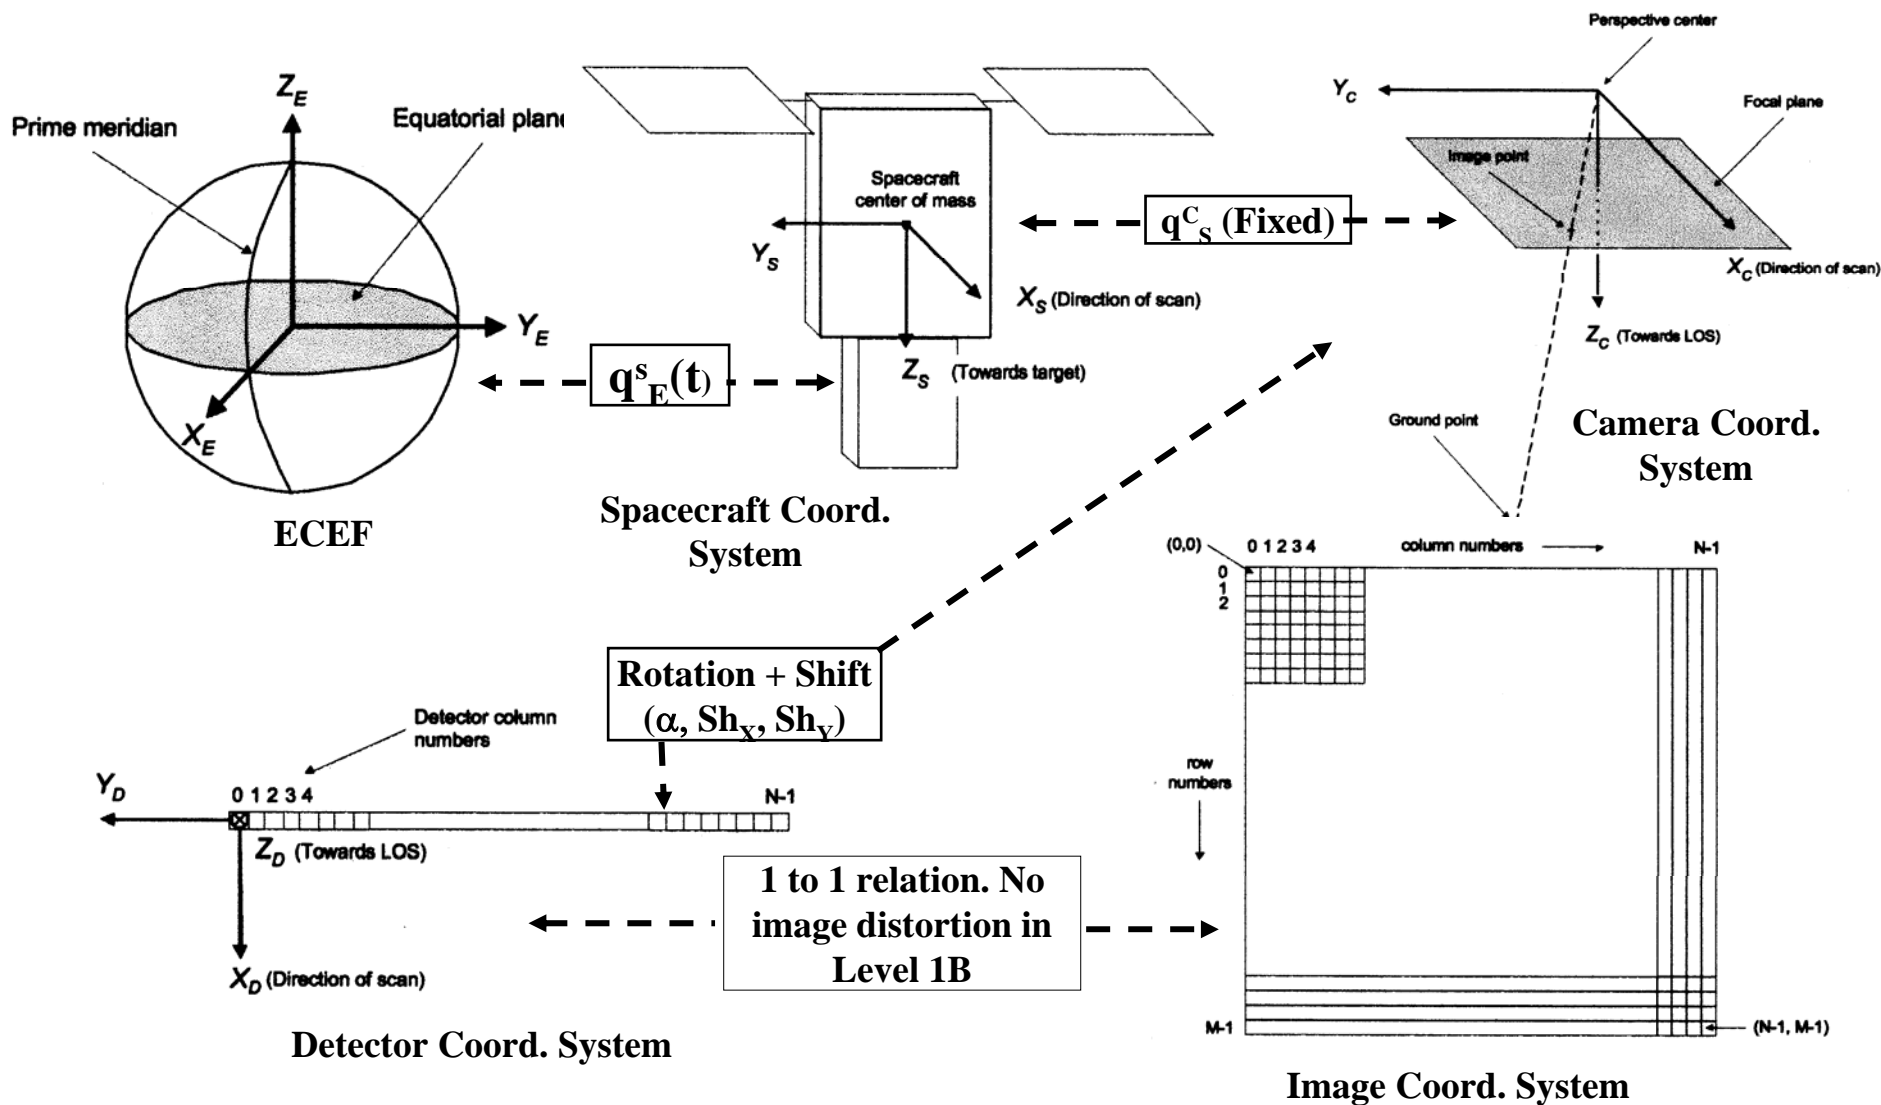 Z_E
Prime meridian
Equatorial plane
Y_E
X_E
ECEF
q^s_E(t)
Spacecraft
center of mass
Y_S
X_S (Direction of scan)
Z_S (Towards target)
Spacecraft Coord.
System
q^C_S (Fixed)
Perspective center
Y_C
Focal plane
Image point
X_C (Direction of scan)
Z_C (Towards LOS)
Ground point
Camera Coord.
System
Rotation + Shift
(α, Sh_X, Sh_Y)
Detector column
numbers
Y_D
0 1 2 3 4
N-1
Z_D (Towards LOS)
X_D (Direction of scan)
Detector Coord. System
1 to 1 relation. No
image distortion in
Level 1B
(0,0)
0 1 2 3 4
column numbers
N-1
0
1
2
row
numbers
M-1
(N-1, M-1)
Image Coord. System